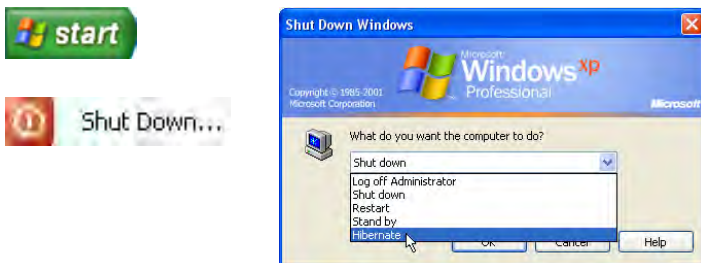 start
Shut Down...
Shut Down Windows
Copyright © 1985-2001
Microsoft Corporation
Microsoft
Windows xp
Professional
Microsoft
What do you want the computer to do?
Shut down
Log off Administrator
Shut down
Restart
Stand by
Hibernate
OK
Cancel
Help